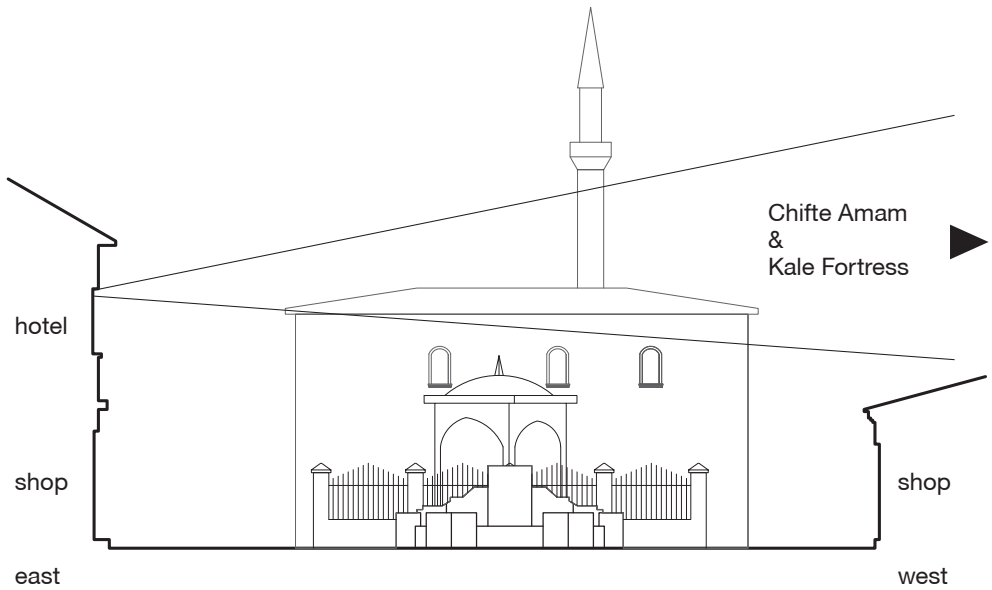 Chifte Amam
&
Kale Fortress
hotel
shop
shop
east
west